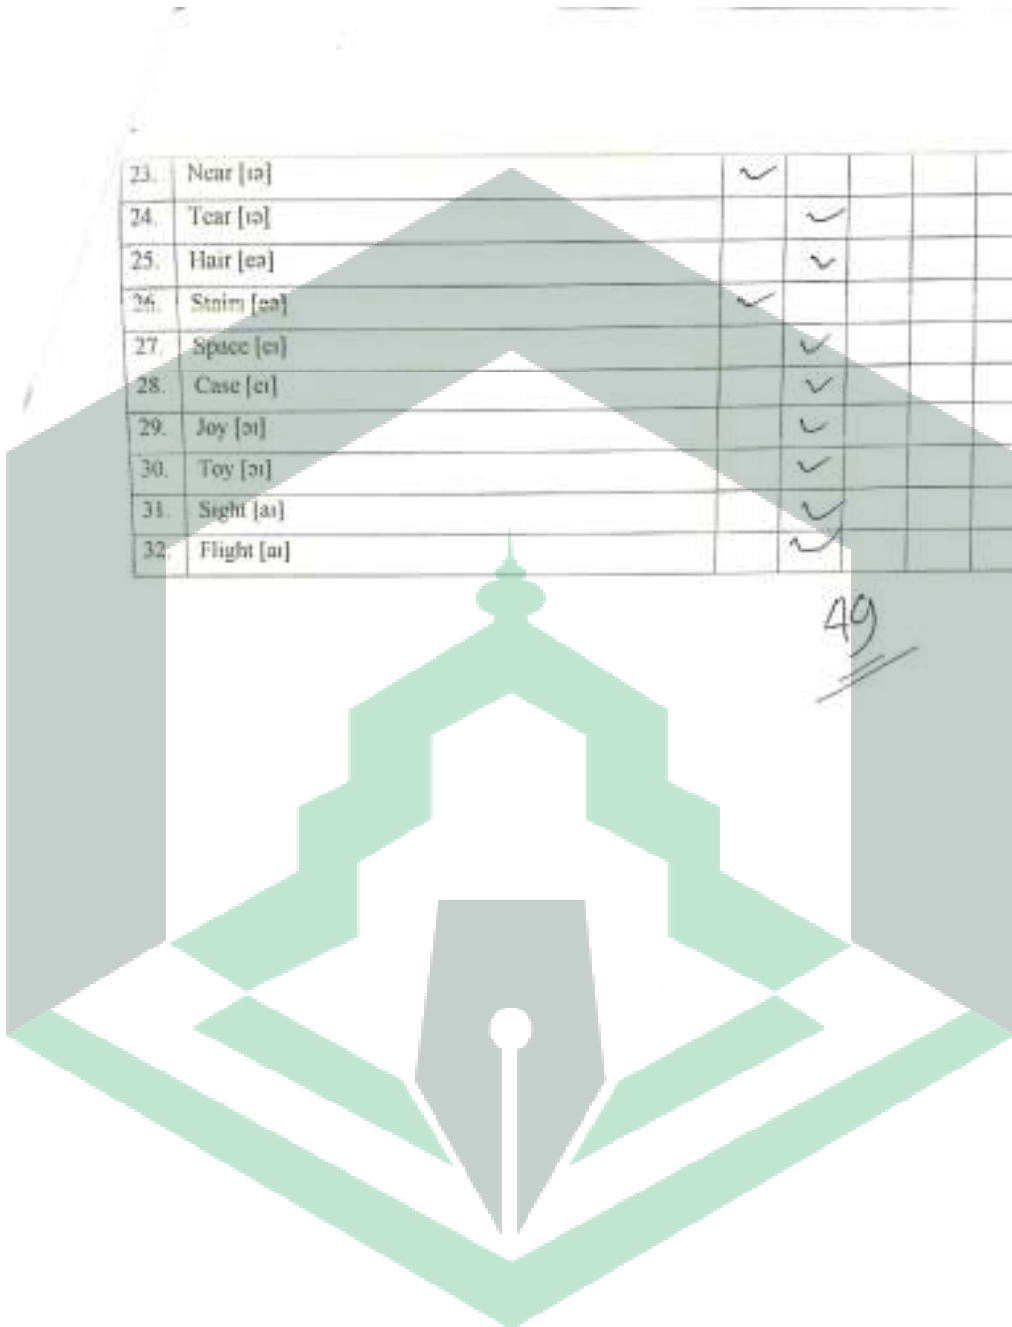 23. Near [ɪə] ✓
24. Tear [ɪə] ✓
25. Hair [eə] ✓
26. [eə] ✓
27. Space [eɪ] ✓
28. Case [eɪ] ✓
29. Joy [ɔɪ] ✓
30. Toy [ɔɪ] ✓
31. Sight [aɪ] ✓
32. Flight [aɪ] ✓
49